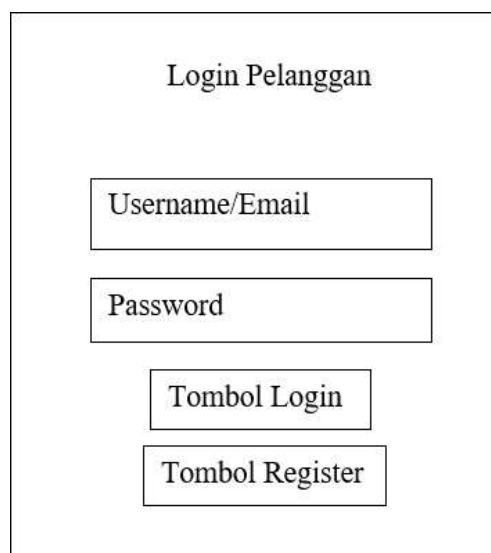 Login Pelanggan
Username/Email
Password
Tombol Login
Tombol Register